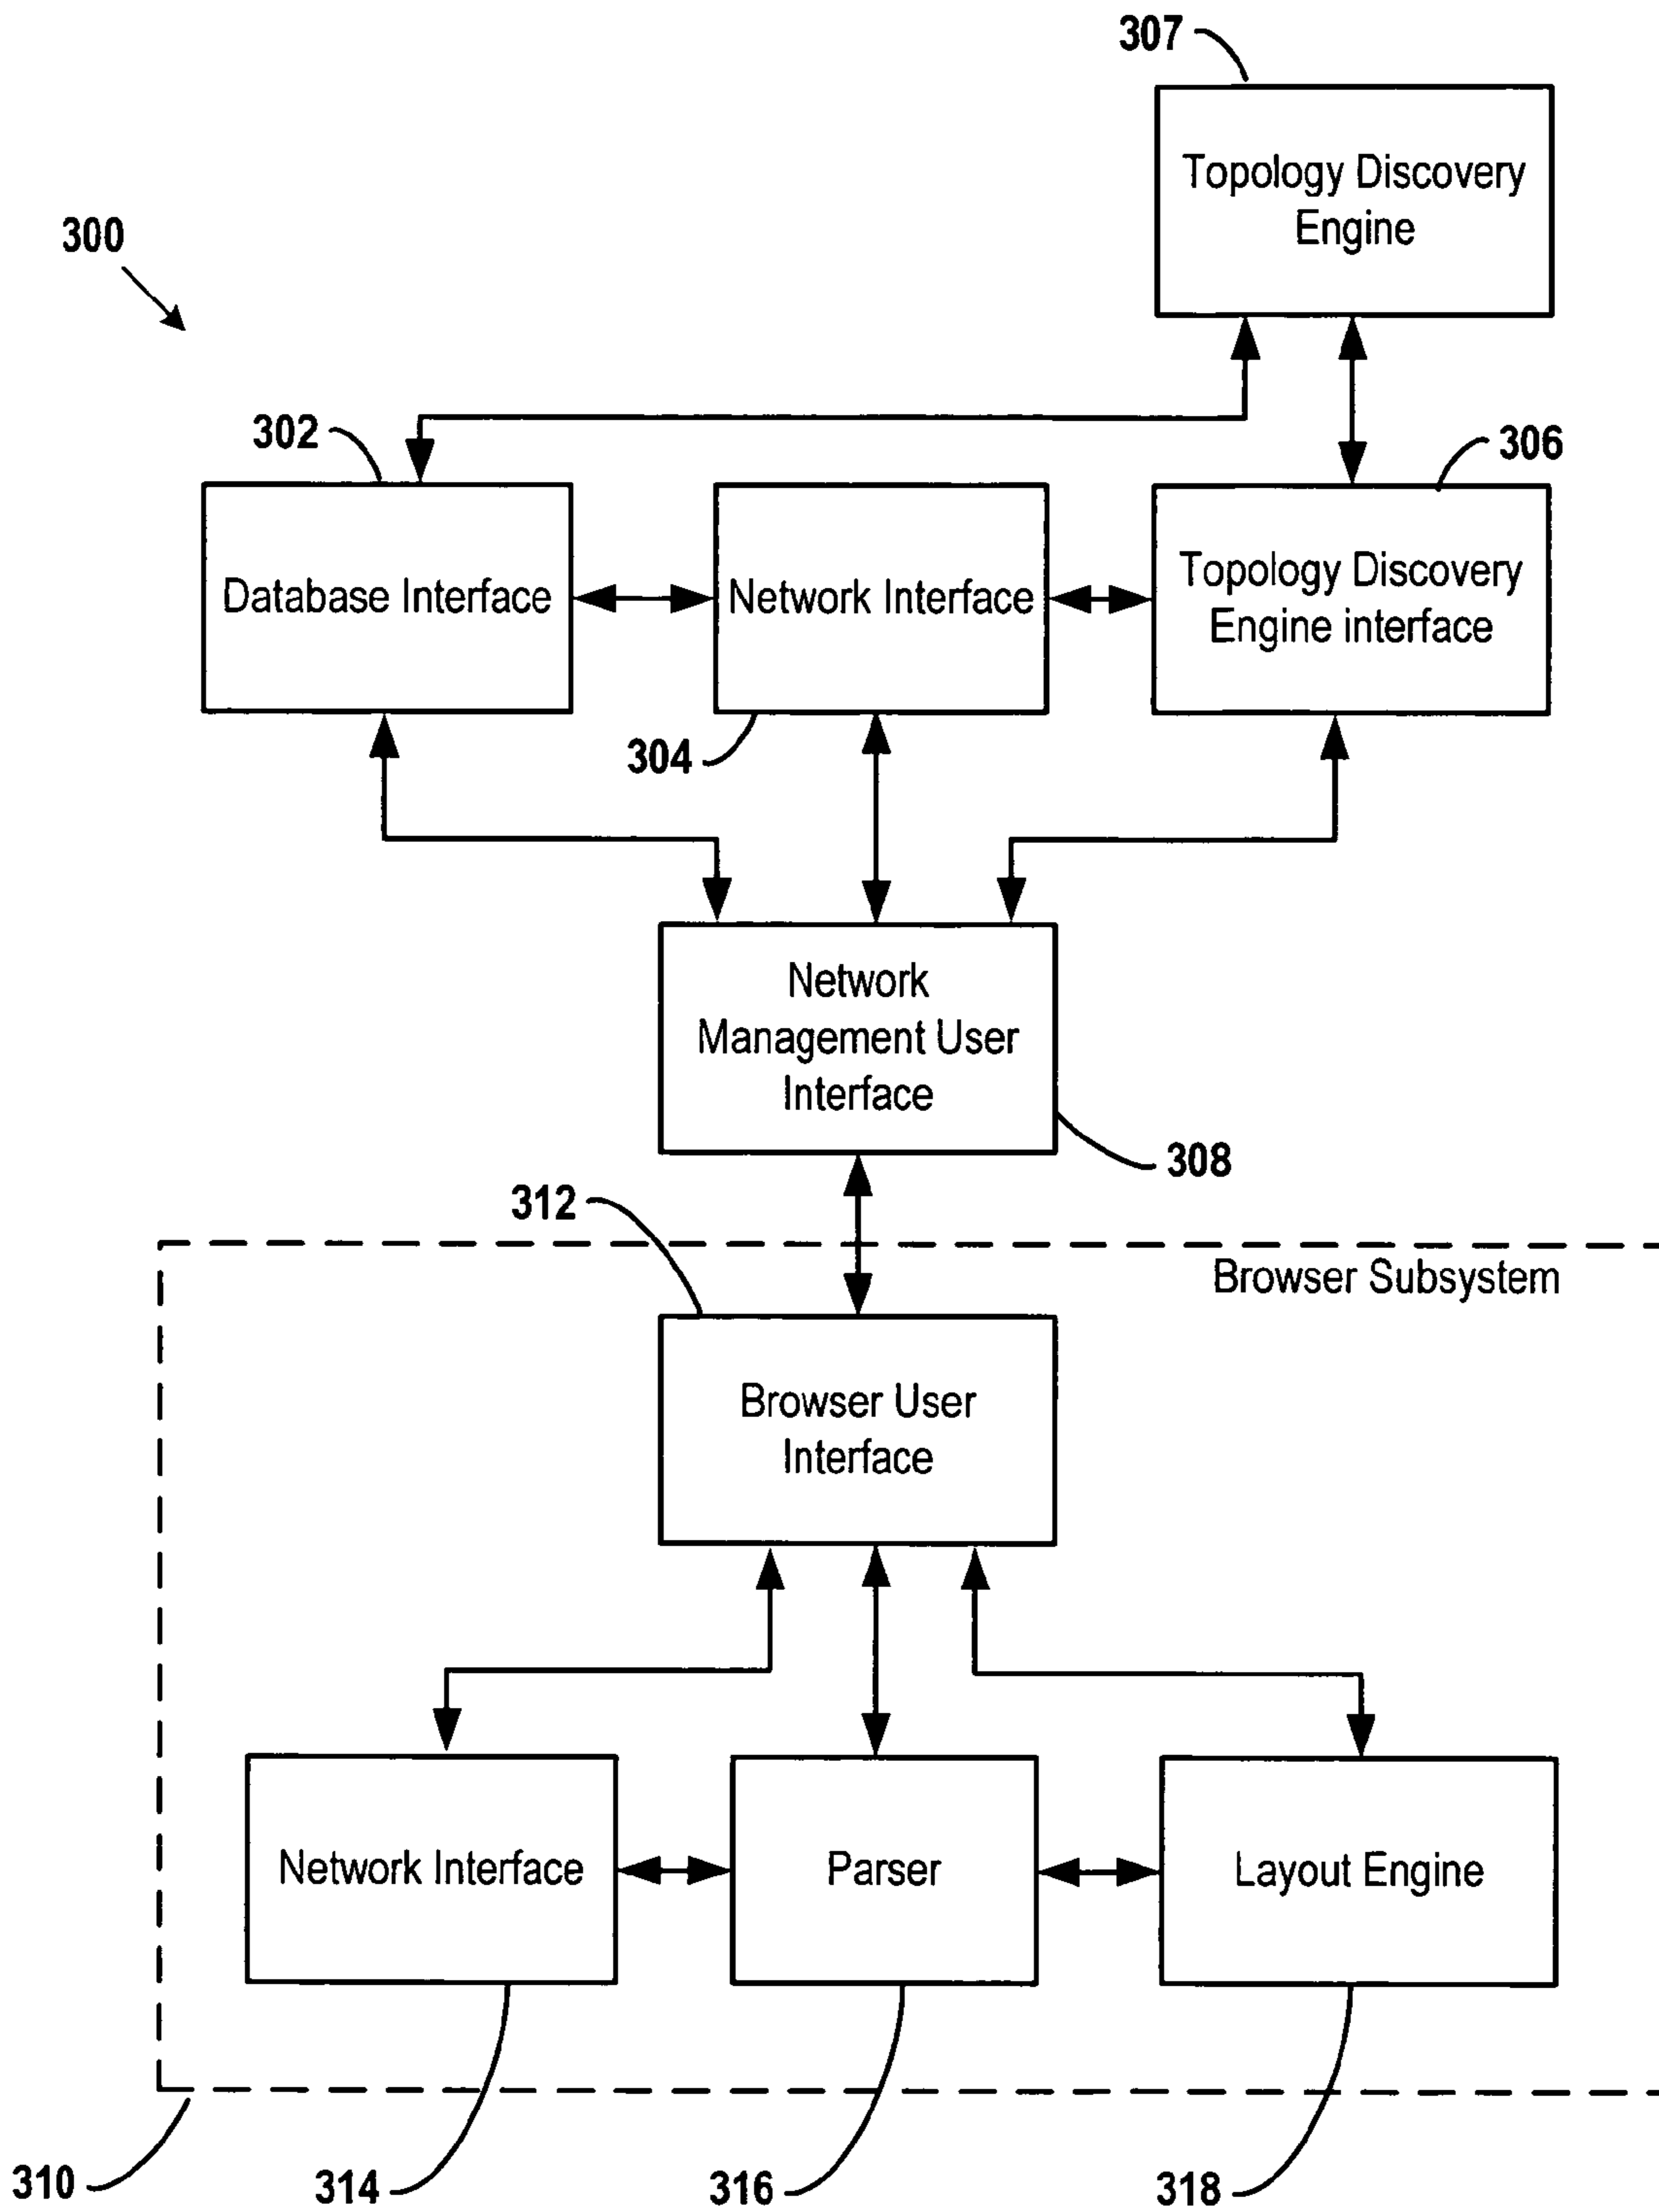 307
Topology Discovery
Engine
300
302
306
Database Interface
Network Interface
Topology Discovery
Engine interface
304
Network
Management User
Interface
308
312
Browser Subsystem
Browser User
Interface
Network Interface
Parser
Layout Engine
310
314
316
318